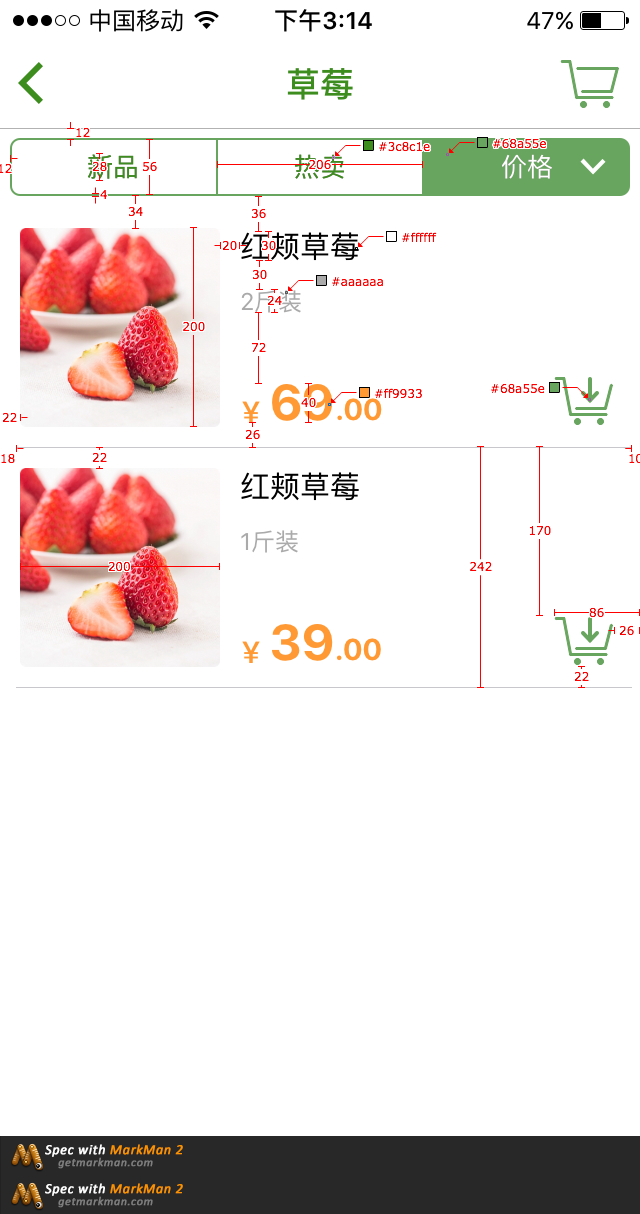 中国移动 下午3:14 47%
草莓
12
#3c8c1e #68a55e
12 新品 28 56 热卖 206 价格
4
34 36
红颊草莓 20 30 #ffffff
30 #aaaaaa
2斤装 24
200
72
¥ 69.00 40 #ff9933 #68a55e
22
26
18 22 10
红颊草莓
170
1斤装
200 242
86
¥ 39.00 26
22
Spec with MarkMan 2
getmarkman.com
Spec with MarkMan 2
getmarkman.com